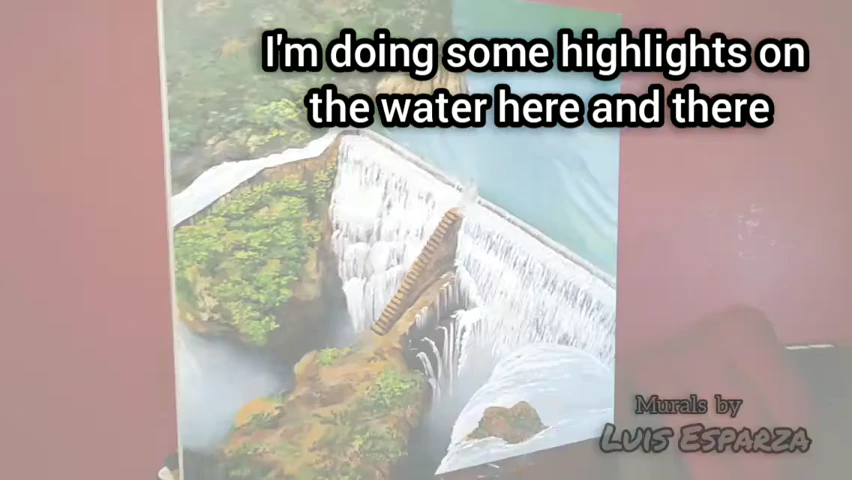 I'm doing some highlights on
the water here and there
Murals by
LUIS ESPARZA